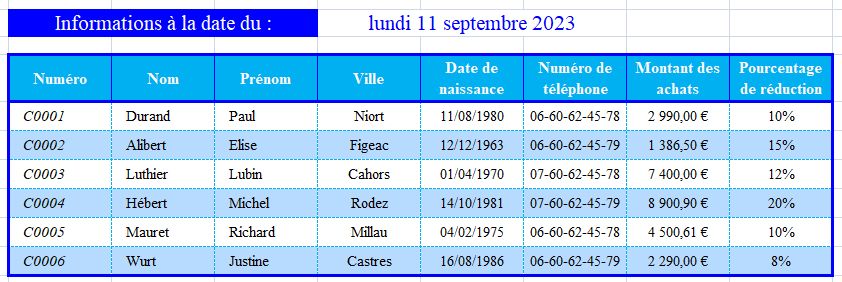 Informations à la date du : lundi 11 septembre 2023
Numéro Nom Prénom Ville Date de naissance Numéro de téléphone Montant des achats Pourcentage de réduction
C0001 Durand Paul Niort 11/08/1980 06-60-62-45-78 2 990,00 € 10%
C0002 Alibert Elise Figeac 12/12/1963 06-60-62-45-79 1 386,50 € 15%
C0003 Luthier Lubin Cahors 01/04/1970 07-60-62-45-78 7 400,00 € 12%
C0004 Hébert Michel Rodez 14/10/1981 07-60-62-45-79 8 900,90 € 20%
C0005 Mauret Richard Millau 04/02/1975 06-60-62-45-78 4 500,61 € 10%
C0006 Wurt Justine Castres 16/08/1986 06-60-62-45-79 2 290,00 € 8%